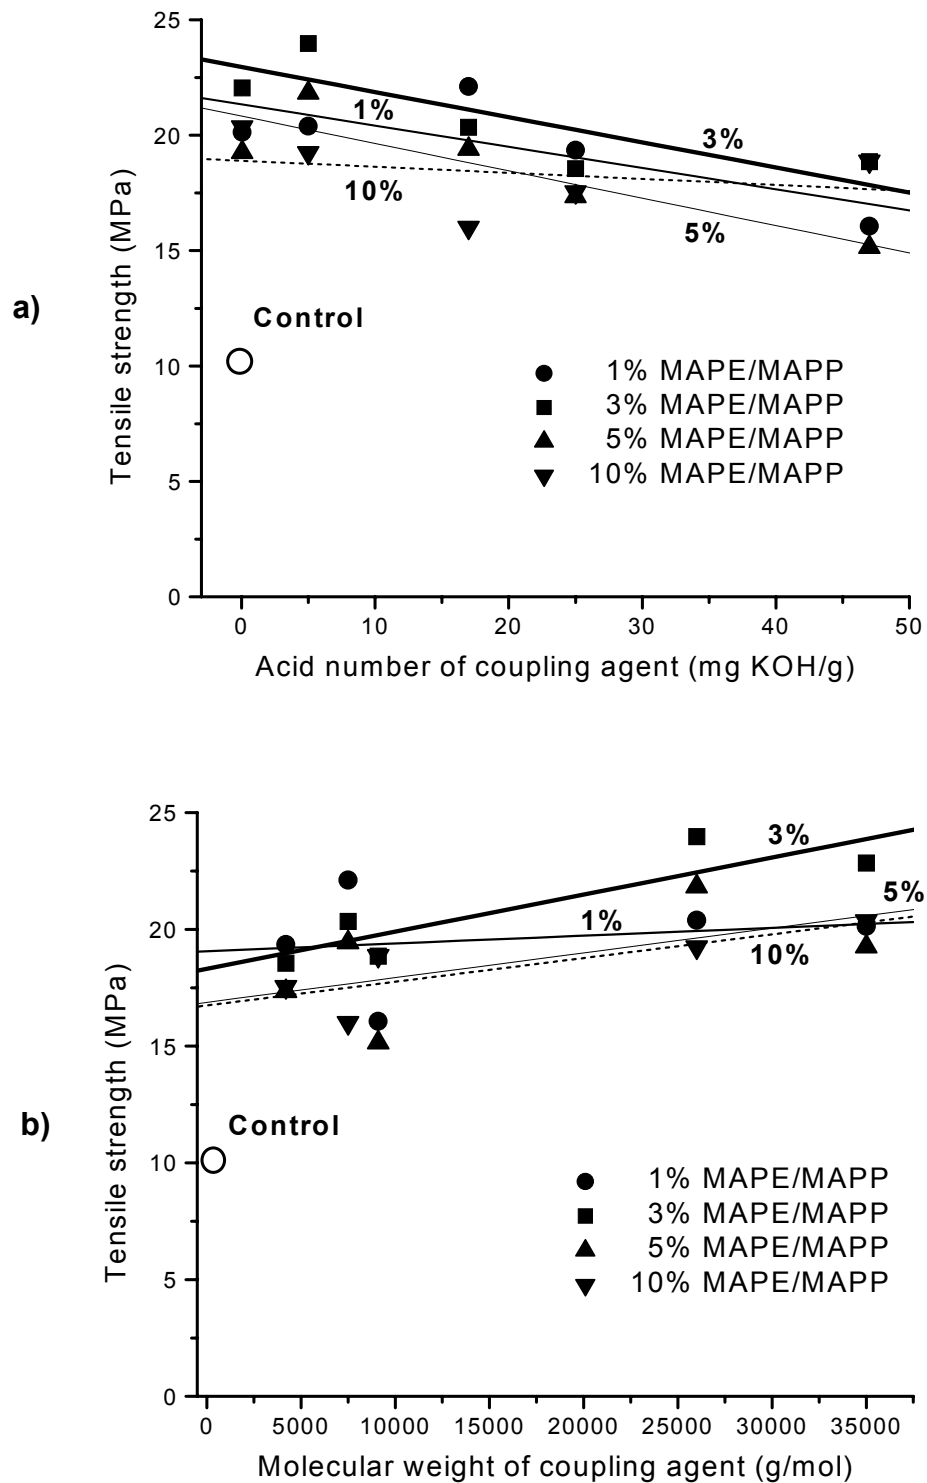 25
20
15
10
5
0
Tensile strength (MPa)
a)
1%
3%
10%
5%
Control
1% MAPE/MAPP
3% MAPE/MAPP
5% MAPE/MAPP
10% MAPE/MAPP
0 10 20 30 40 50
Acid number of coupling agent (mg KOH/g)
25
20
15
10
5
0
Tensile strength (MPa)
b)
3%
5%
1%
10%
Control
1% MAPE/MAPP
3% MAPE/MAPP
5% MAPE/MAPP
10% MAPE/MAPP
0 5000 10000 15000 20000 25000 30000 35000
Molecular weight of coupling agent (g/mol)